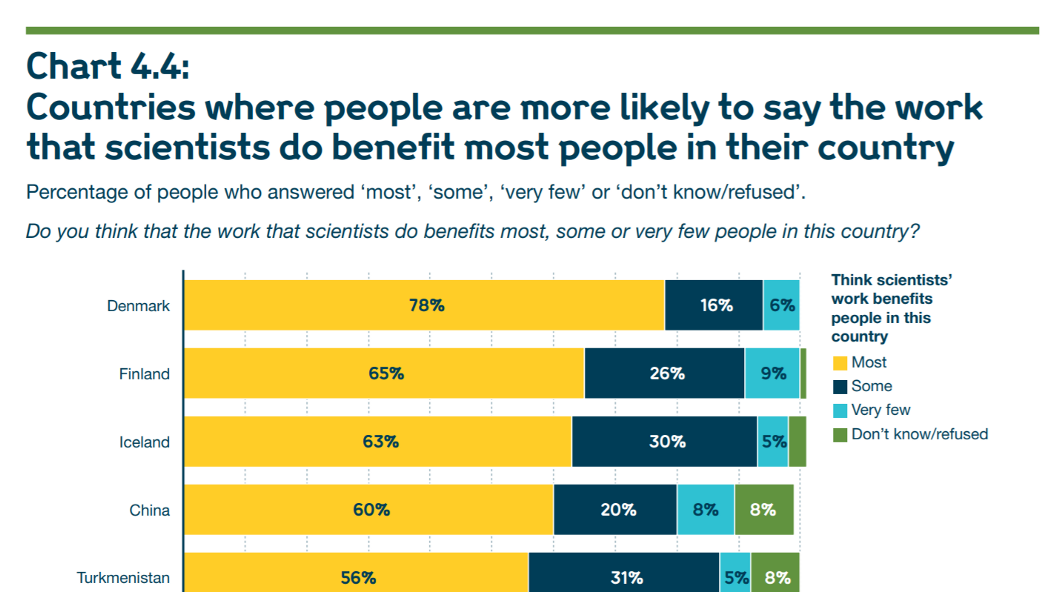 Chart 4.4:
Countries where people are more likely to say the work
that scientists do benefit most people in their country
Percentage of people who answered ‘most’, ‘some’, ‘very few’ or ‘don’t know/refused’.
Do you think that the work that scientists do benefits most, some or very few people in this country?
Denmark 78% 16% 6%
Finland 65% 26% 9%
Iceland 63% 30% 5%
China 60% 20% 8% 8%
Turkmenistan 56% 31% 5% 8%
Think scientists’
work benefits
people in this
country
Most
Some
Very few
Don’t know/refused